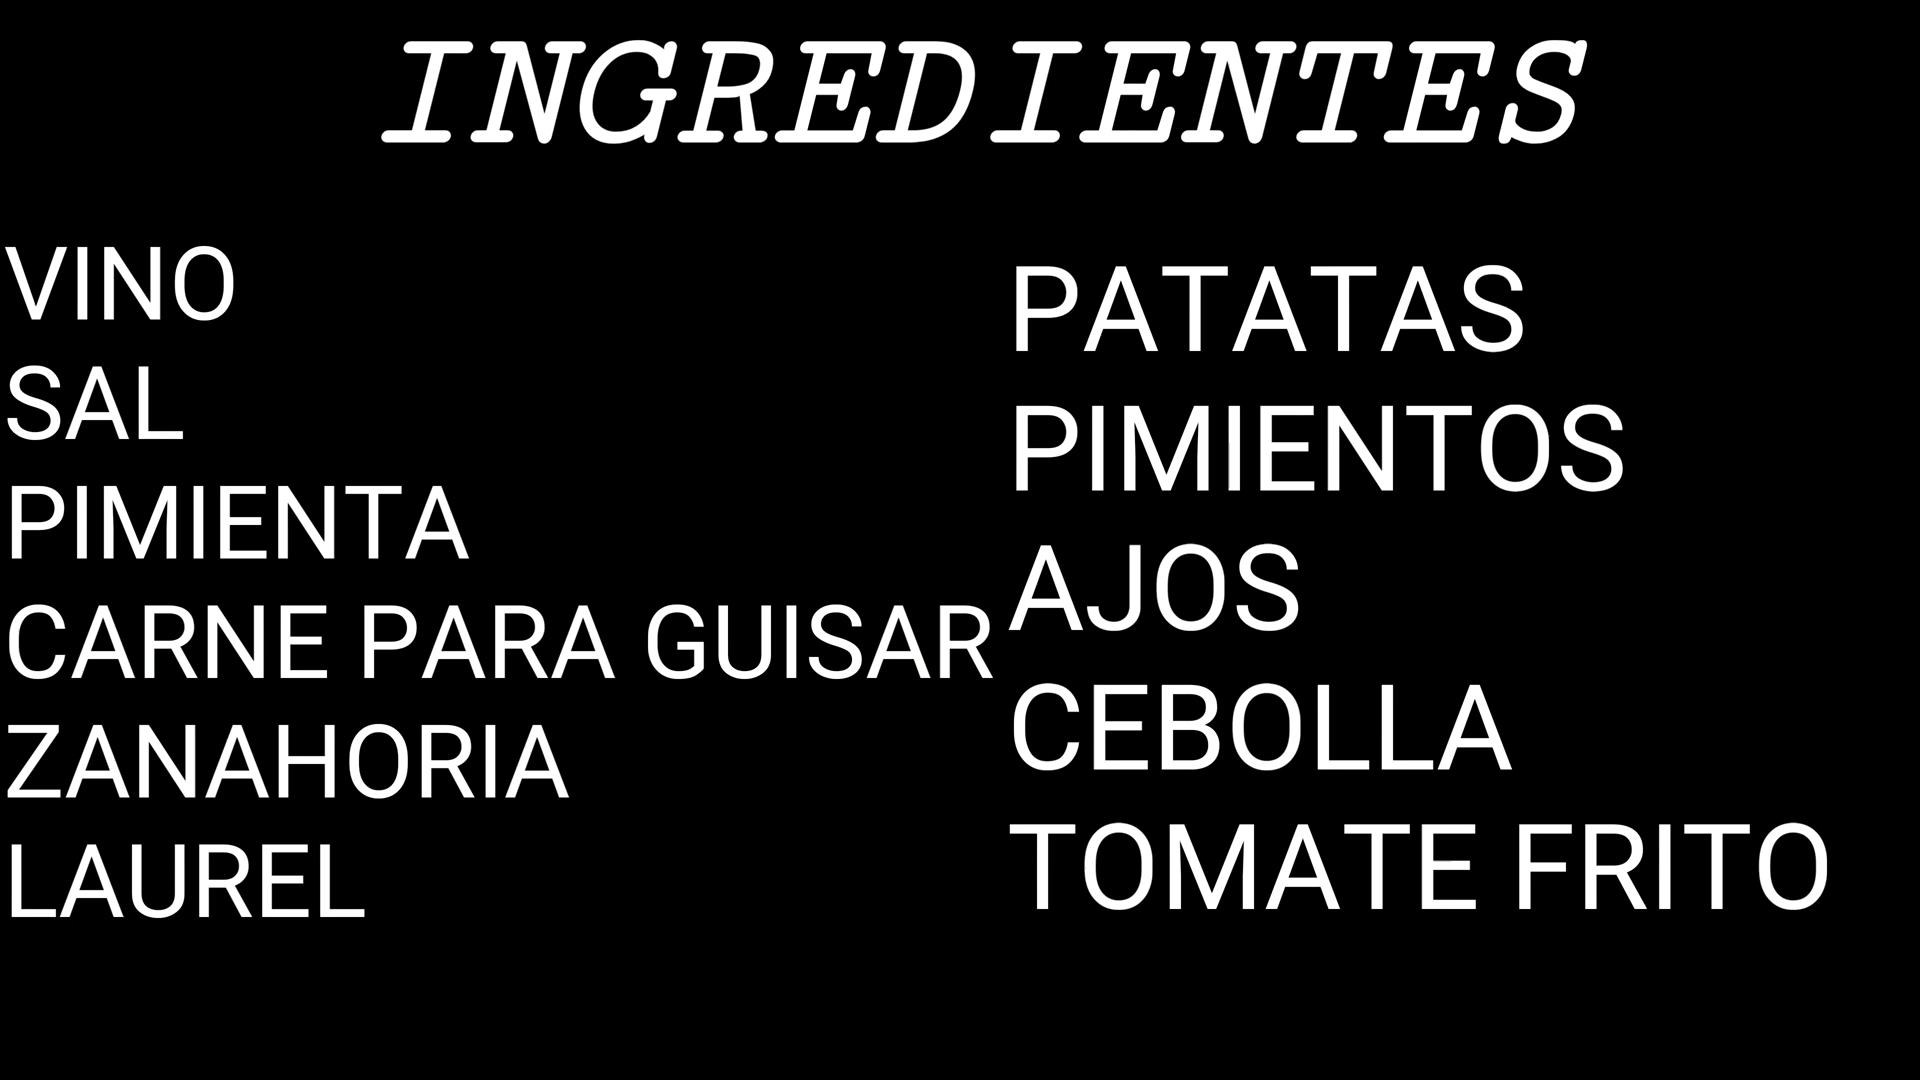 INGREDIENTES
VINO
SAL
PIMIENTA
CARNE PARA GUISAR
ZANAHORIA
LAUREL
PATATAS
PIMIENTOS
AJOS
CEBOLLA
TOMATE FRITO